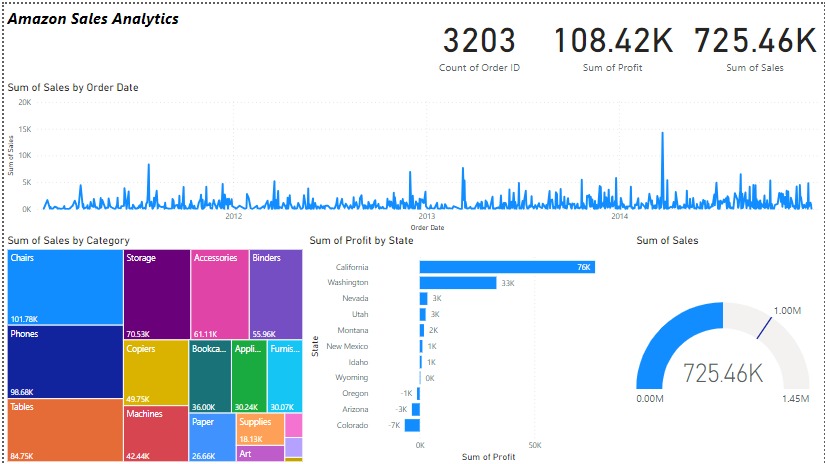 Amazon Sales Analytics
3203
Count of Order ID
108.42K
Sum of Profit
725.46K
Sum of Sales
Sum of Sales by Order Date
Sum of Sales
20K
15K
10K
5K
0K
2012
2013
2014
Order Date
Sum of Sales by Category
Chairs
101.78K
Phones
98.68K
Tables
84.75K
Storage
70.53K
Accessories
61.11K
Binders
55.96K
Copiers
49.75K
Machines
42.44K
Bookca...
36.00K
Appli...
30.24K
Furnis...
30.07K
Paper
26.66K
Supplies
18.13K
Art
Sum of Profit by State
State
California
76K
Washington
33K
Nevada
3K
Utah
3K
Montana
2K
New Mexico
1K
Idaho
1K
Wyoming
0K
Oregon
-1K
Arizona
-3K
Colorado
-7K
0K
50K
Sum of Profit
Sum of Sales
1.00M
725.46K
0.00M
1.45M